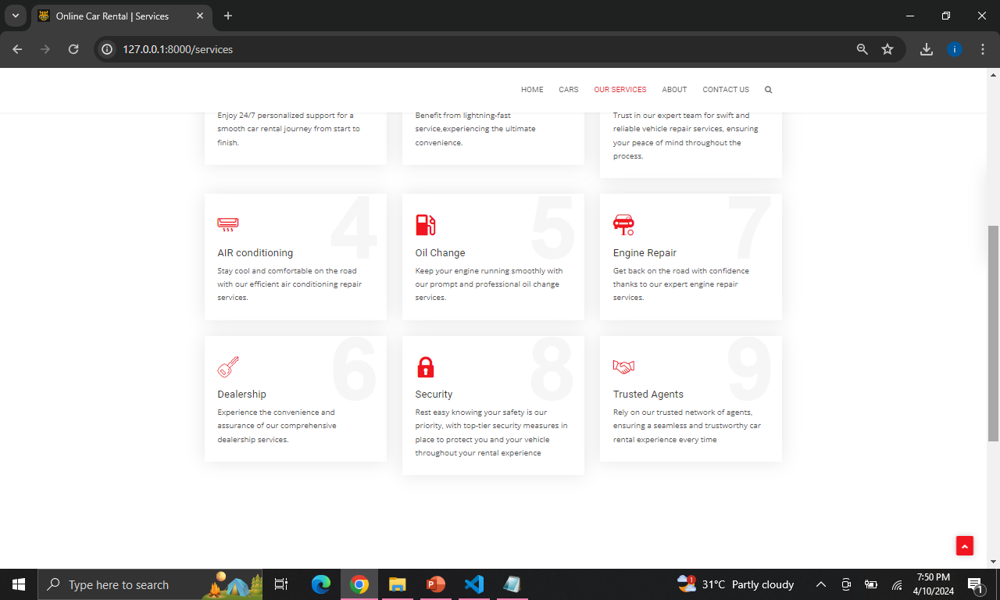 Online Car Rental | Services
127.0.0.1:8000/services
i
HOME CARS OUR SERVICES ABOUT CONTACT US
Enjoy 24/7 personalized support for a
smooth car rental journey from start to
finish.
Benefit from lightning-fast
service,experiencing the ultimate
convenience.
Trust in our expert team for swift and
reliable vehicle repair services, ensuring
your peace of mind throughout the
process.
4
AIR conditioning
Stay cool and comfortable on the road
with our efficient air conditioning repair
services.
5
Oil Change
Keep your engine running smoothly with
our prompt and professional oil change
services.
7
Engine Repair
Get back on the road with confidence
thanks to our expert engine repair
services.
6
Dealership
Experience the convenience and
assurance of our comprehensive
dealership services.
8
Security
Rest easy knowing your safety is our
priority, with top-tier security measures in
place to protect you and your vehicle
throughout your rental experience
9
Trusted Agents
Rely on our trusted network of agents,
ensuring a seamless and trustworthy car
rental experience every time
Type here to search
1
31°C Partly cloudy
7:50 PM
4/10/2024
1